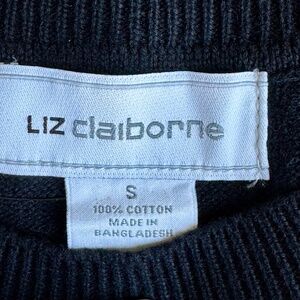 LIZ claiborne
S
100% COTTON
MADE IN
BANGLADESH